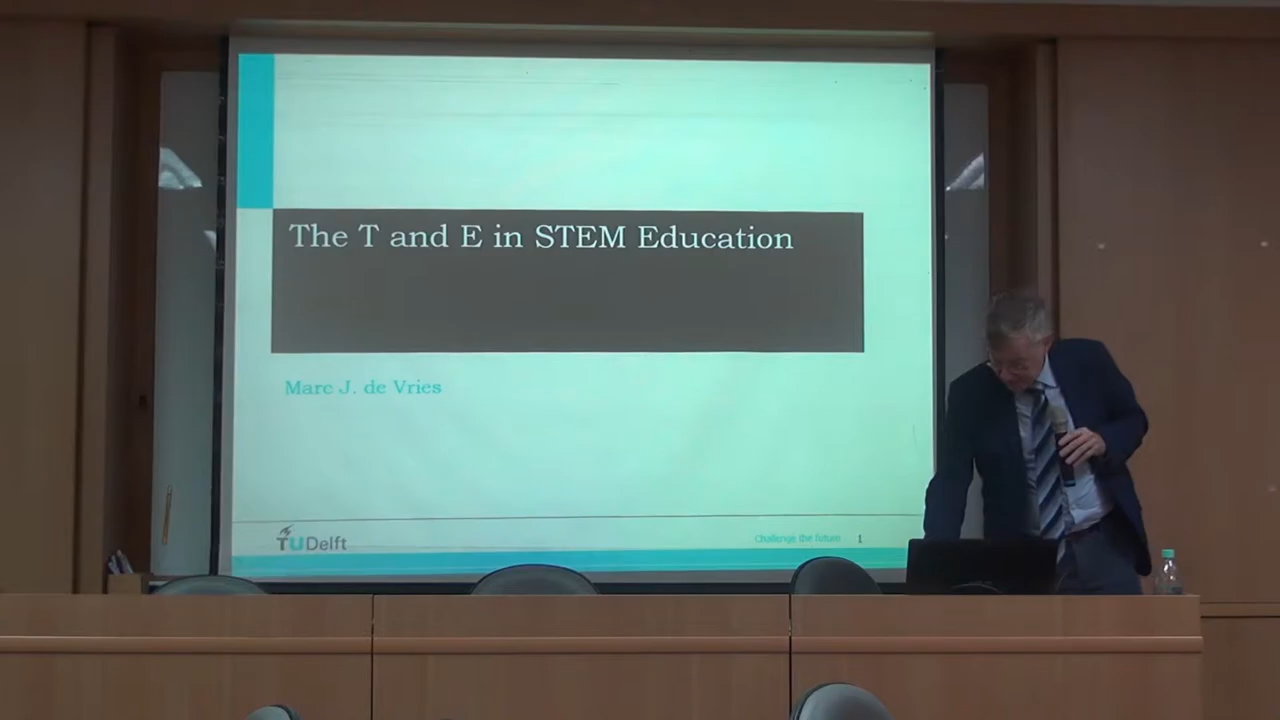 The T and E in STEM Education
Marc J. de Vries
TUDelft
Challenge the future 1